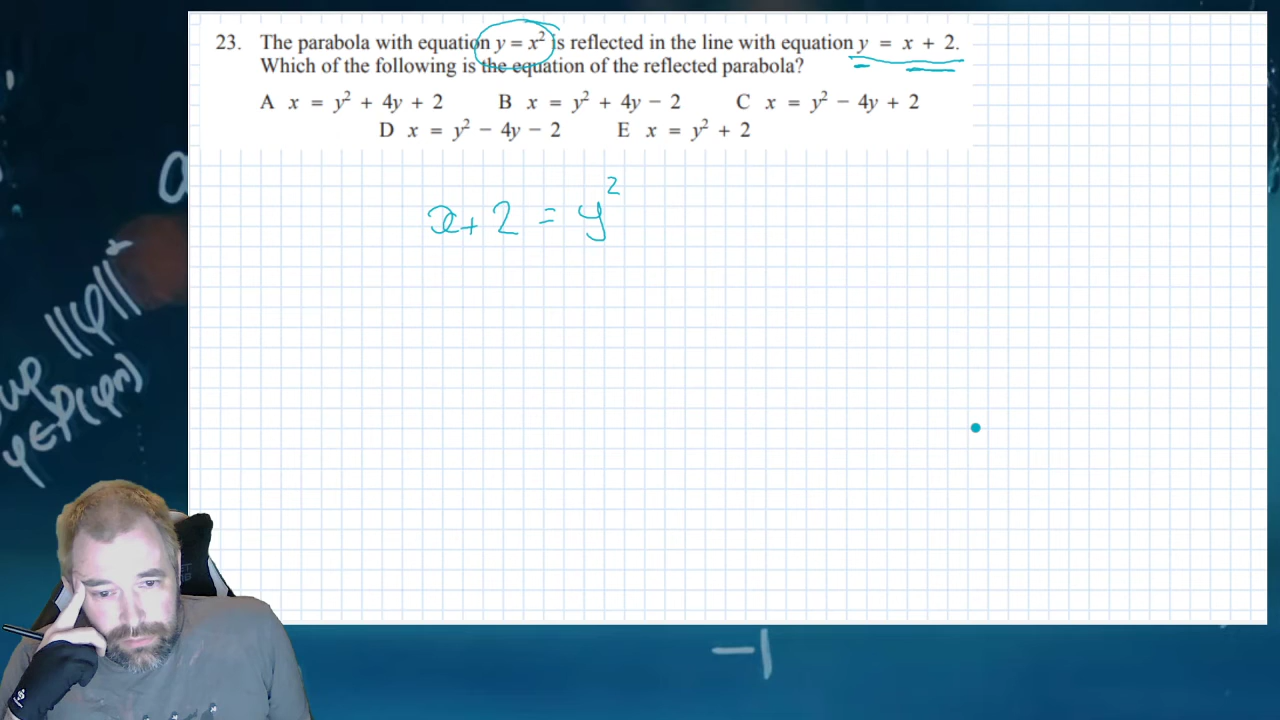 23. The parabola with equation y = x² is reflected in the line with equation y = x + 2.
Which of the following is the equation of the reflected parabola?
A x = y² + 4y + 2 B x = y² + 4y − 2 C x = y² − 4y + 2
D x = y² − 4y − 2 E x = y² + 2
x + 2 = y²
||φ||
φ∈D(φⁿ)
−1